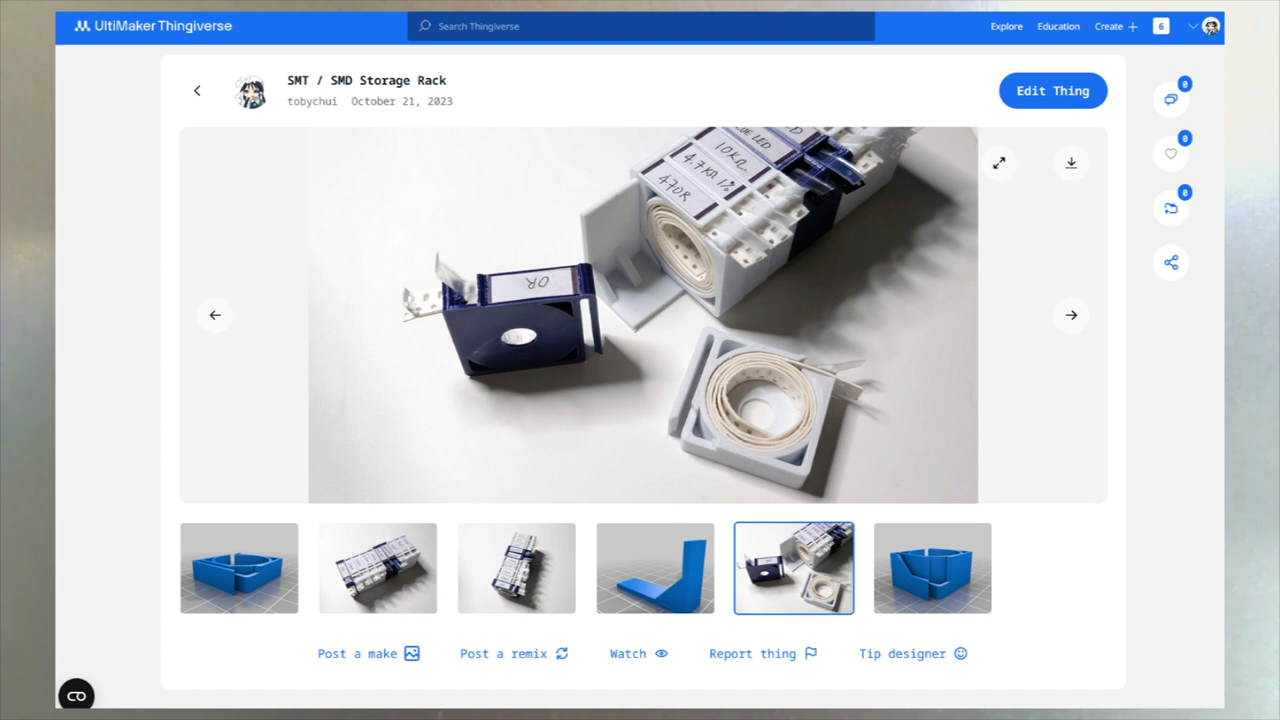 UltiMaker Thingiverse
Search Thingiverse
Explore Education Create + 6
SMT / SMD Storage Rack
tobychui October 21, 2023
Edit Thing
0
0
0
LED
10KΩ
4.7KΩ 1%
470R
0R
Post a make Post a remix Watch Report thing Tip designer